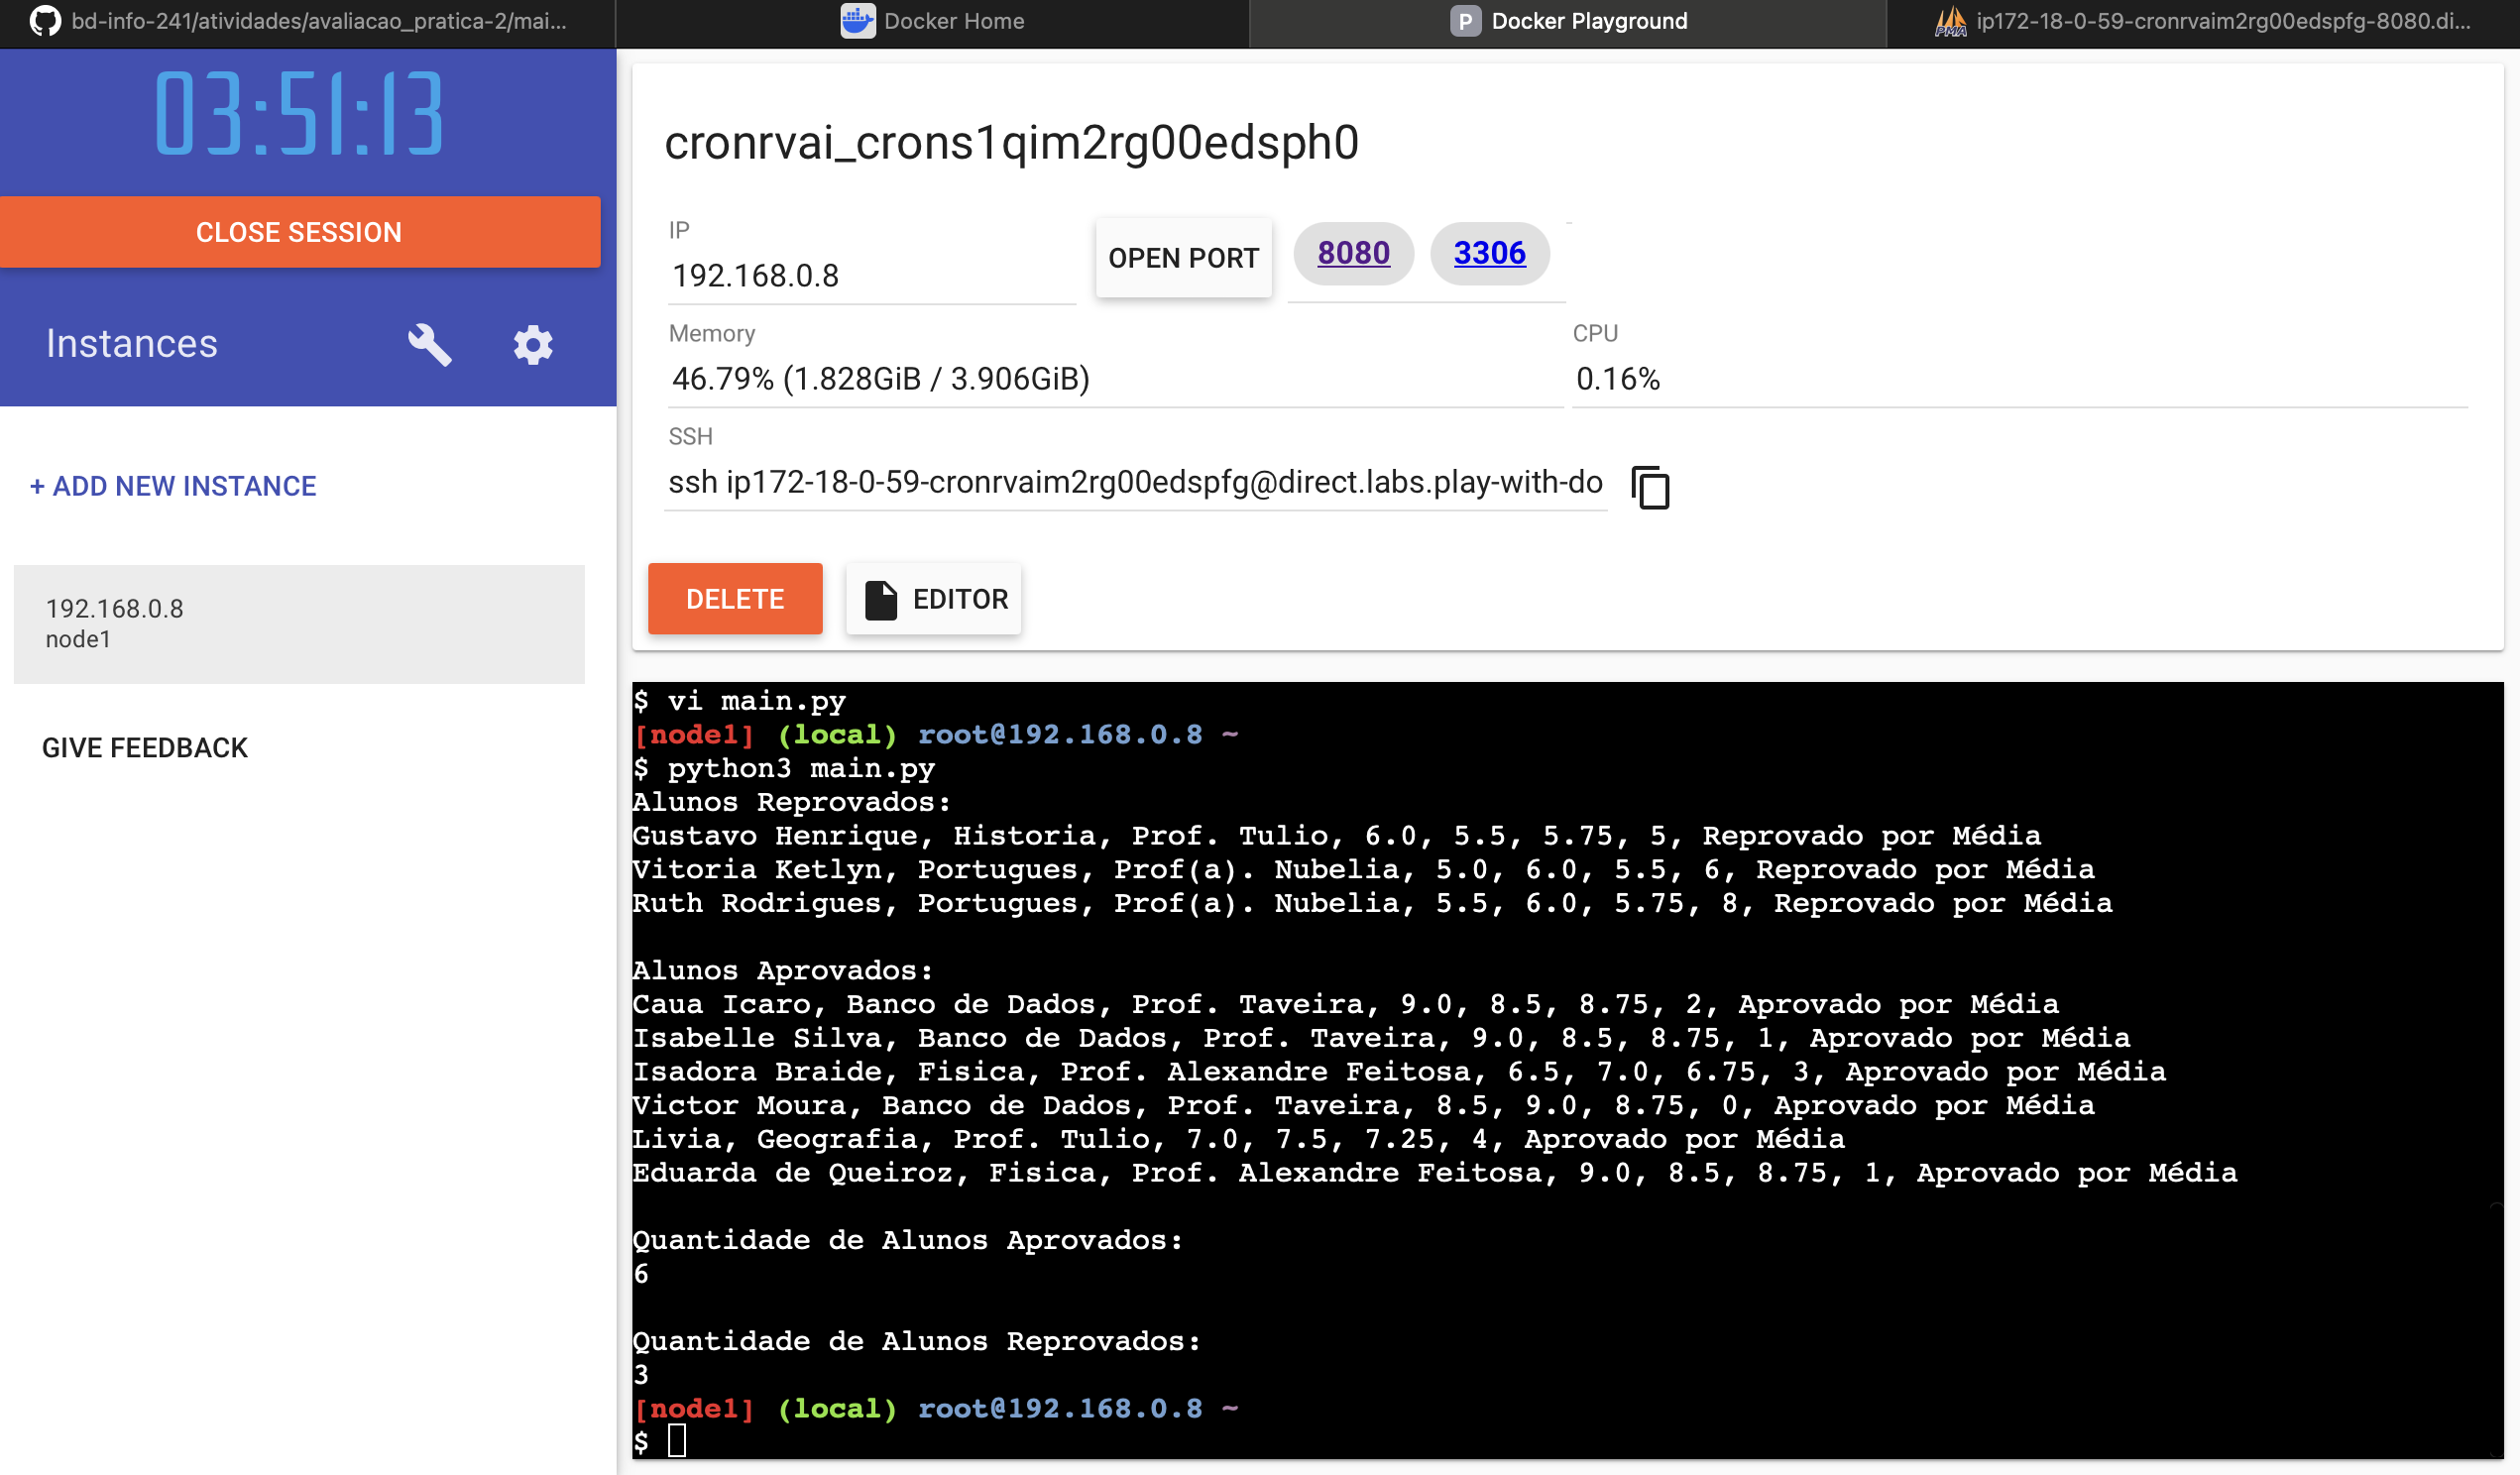 bd-info-241/atividades/avaliacao_pratica-2/mai...
Docker Home
P Docker Playground
PMA ip172-18-0-59-cronrvaim2rg00edspfg-8080.di...
03:51:13
CLOSE SESSION
Instances
+ ADD NEW INSTANCE
192.168.0.8
node1
GIVE FEEDBACK
cronrvai_crons1qim2rg00edsph0
IP
192.168.0.8
OPEN PORT
8080
3306
Memory
46.79% (1.828GiB / 3.906GiB)
CPU
0.16%
SSH
ssh ip172-18-0-59-cronrvaim2rg00edspfg@direct.labs.play-with-do
DELETE
EDITOR
$ vi main.py
[node1] (local) root@192.168.0.8 ~
$ python3 main.py
Alunos Reprovados:
Gustavo Henrique, Historia, Prof. Tulio, 6.0, 5.5, 5.75, 5, Reprovado por Média
Vitoria Ketlyn, Portugues, Prof(a). Nubelia, 5.0, 6.0, 5.5, 6, Reprovado por Média
Ruth Rodrigues, Portugues, Prof(a). Nubelia, 5.5, 6.0, 5.75, 8, Reprovado por Média
Alunos Aprovados:
Caua Icaro, Banco de Dados, Prof. Taveira, 9.0, 8.5, 8.75, 2, Aprovado por Média
Isabelle Silva, Banco de Dados, Prof. Taveira, 9.0, 8.5, 8.75, 1, Aprovado por Média
Isadora Braide, Fisica, Prof. Alexandre Feitosa, 6.5, 7.0, 6.75, 3, Aprovado por Média
Victor Moura, Banco de Dados, Prof. Taveira, 8.5, 9.0, 8.75, 0, Aprovado por Média
Livia, Geografia, Prof. Tulio, 7.0, 7.5, 7.25, 4, Aprovado por Média
Eduarda de Queiroz, Fisica, Prof. Alexandre Feitosa, 9.0, 8.5, 8.75, 1, Aprovado por Média
Quantidade de Alunos Aprovados:
6
Quantidade de Alunos Reprovados:
3
[node1] (local) root@192.168.0.8 ~
$